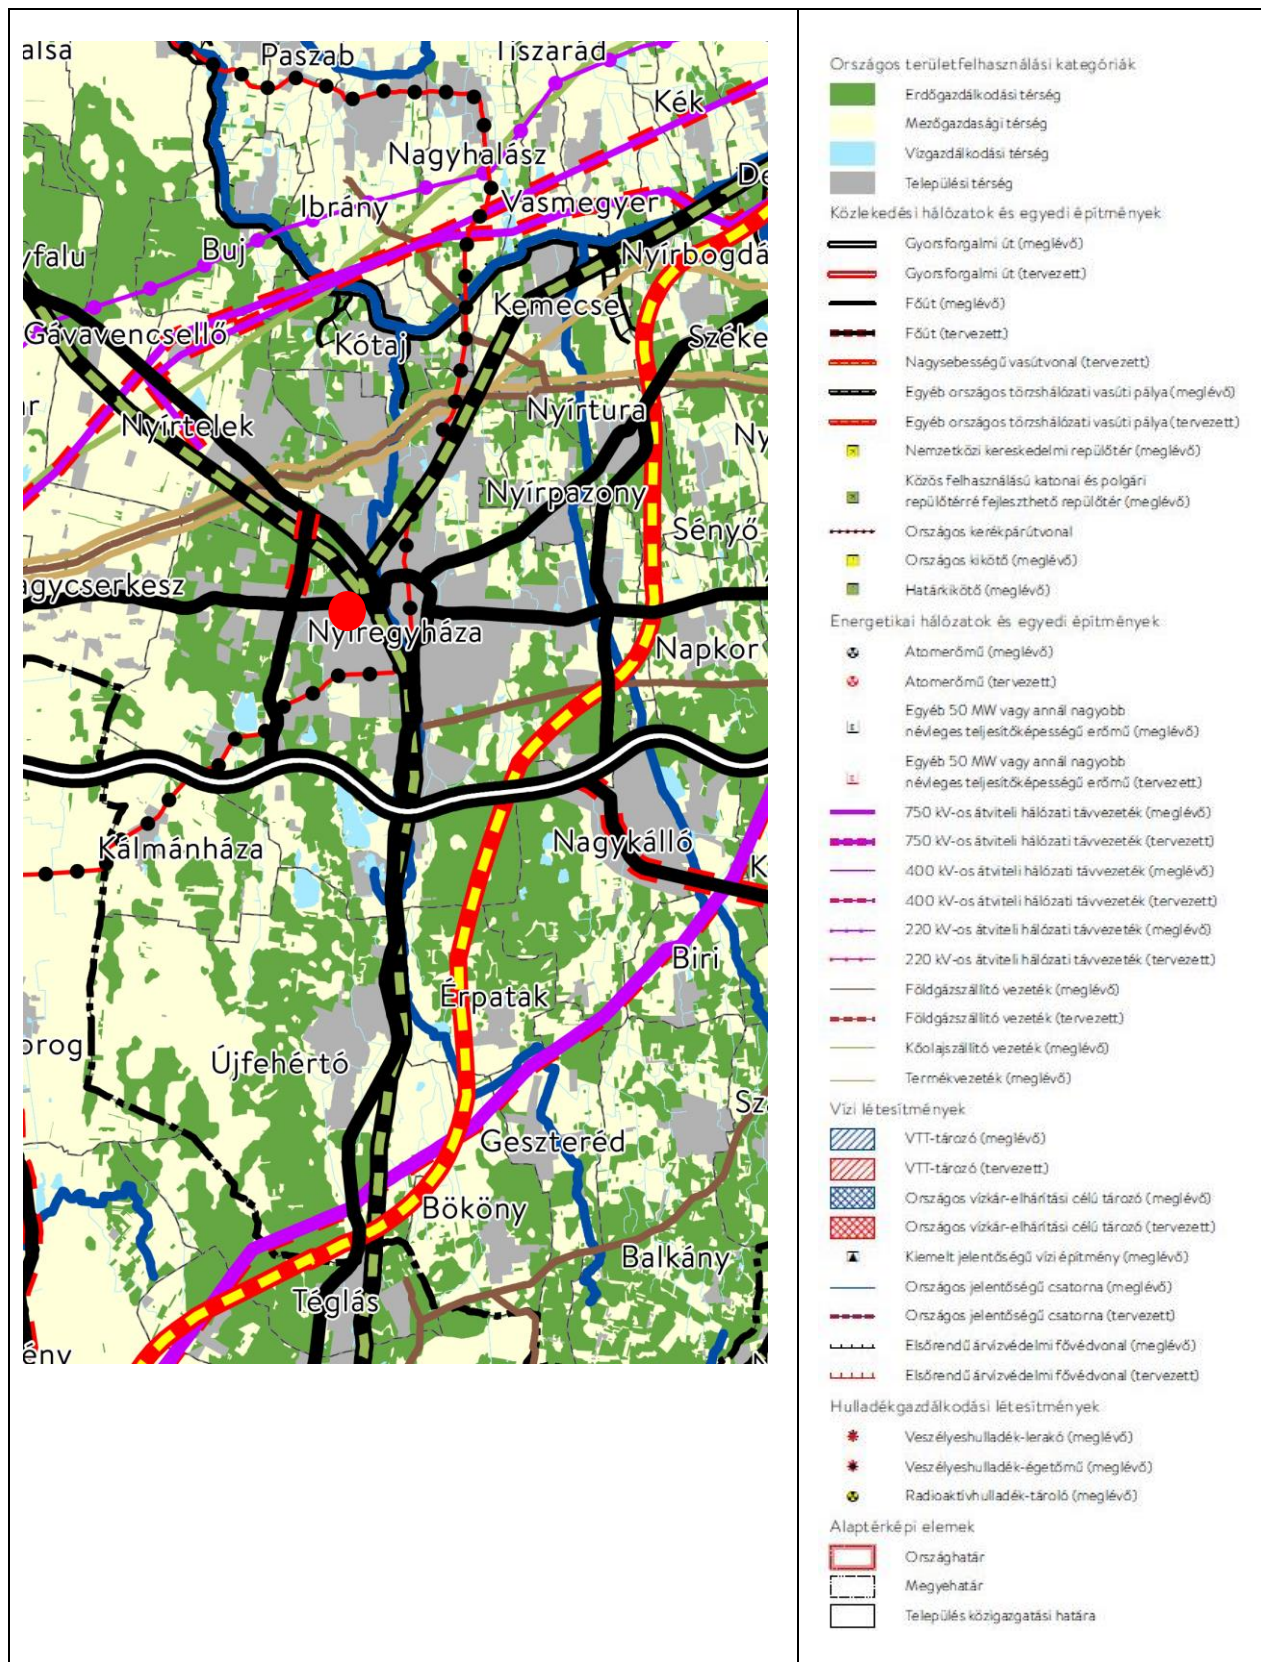 alsa
Paszab
Tiszarád
Kék
Nagyhalász
De
Ibrány
Vasmegyer
Buj
yfalu
Nyírbogdá
Kemecse
Gávavencsellő
Kótaj
Széke
ar
Nyírtura
Nyírtelek
Ny
Nyírpazony
Sényő
agycserkesz
Nyíregyháza
Napkor
Kálmánháza
Nagykálló
K
Biri
Érpatak
orog
Újfehértó
Sz
Geszteréd
Bököny
Balkány
Téglás
ény
N
Országos területfelhasználási kategóriák
Erdőgazdálkodási térség
Mezőgazdasági térség
Vízgazdálkodási térség
Települési térség
Közlekedési hálózatok és egyedi építmények
Gyorsforgalmi út (meglévő)
Gyorsforgalmi út (tervezett)
Főút (meglévő)
Főút (tervezett)
Nagysebességű vasútvonal (tervezett)
Egyéb országos törzshálózati vasúti pálya (meglévő)
Egyéb országos törzshálózati vasúti pálya (tervezett)
Nemzetközi kereskedelmi repülőtér (meglévő)
Közös felhasználású katonai és polgári
repülőtérré fejleszthető repülőtér (meglévő)
Országos kerékpárútvonal
Országos kikötő (meglévő)
Határkikötő (meglévő)
Energetikai hálózatok és egyedi építmények
Atomerőmű (meglévő)
Atomerőmű (tervezett)
Egyéb 50 MW vagy annál nagyobb
névleges teljesítőképességű erőmű (meglévő)
Egyéb 50 MW vagy annál nagyobb
névleges teljesítőképességű erőmű (tervezett)
750 kV-os átviteli hálózati távvezeték (meglévő)
750 kV-os átviteli hálózati távvezeték (tervezett)
400 kV-os átviteli hálózati távvezeték (meglévő)
400 kV-os átviteli hálózati távvezeték (tervezett)
220 kV-os átviteli hálózati távvezeték (meglévő)
220 kV-os átviteli hálózati távvezeték (tervezett)
Földgázszállító vezeték (meglévő)
Földgázszállító vezeték (tervezett)
Kőolajszállító vezeték (meglévő)
Termékvezeték (meglévő)
Vízi létesítmények
VTT-tározó (meglévő)
VTT-tározó (tervezett)
Országos vízkár-elhárítási célú tározó (meglévő)
Országos vízkár-elhárítási célú tározó (tervezett)
Kiemelt jelentőségű vízi építmény (meglévő)
Országos jelentőségű csatorna (meglévő)
Országos jelentőségű csatorna (tervezett)
Elsőrendű árvízvédelmi fővédvonal (meglévő)
Elsőrendű árvízvédelmi fővédvonal (tervezett)
Hulladékgazdálkodási létesítmények
Veszélyeshulladék-lerakó (meglévő)
Veszélyeshulladék-égetőmű (meglévő)
Radioaktívhulladék-tároló (meglévő)
Alaptérképi elemek
Országhatár
Megyehatár
Település közigazgatási határa